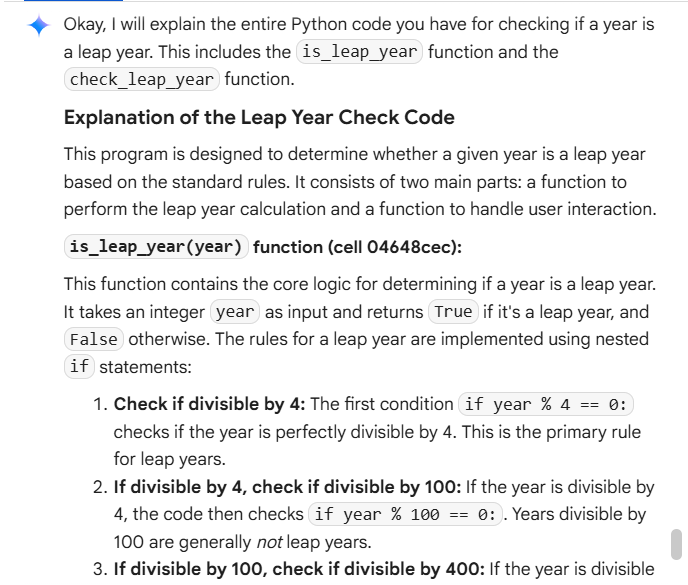 Okay, I will explain the entire Python code you have for checking if a year is
a leap year. This includes the is_leap_year function and the
check_leap_year function.
Explanation of the Leap Year Check Code
This program is designed to determine whether a given year is a leap year
based on the standard rules. It consists of two main parts: a function to
perform the leap year calculation and a function to handle user interaction.
is_leap_year(year) function (cell 04648cec):
This function contains the core logic for determining if a year is a leap year.
It takes an integer year as input and returns True if it's a leap year, and
False otherwise. The rules for a leap year are implemented using nested
if statements:
1. Check if divisible by 4: The first condition if year % 4 == 0:
checks if the year is perfectly divisible by 4. This is the primary rule
for leap years.
2. If divisible by 4, check if divisible by 100: If the year is divisible by
4, the code then checks if year % 100 == 0: . Years divisible by
100 are generally not leap years.
3. If divisible by 100, check if divisible by 400: If the year is divisible